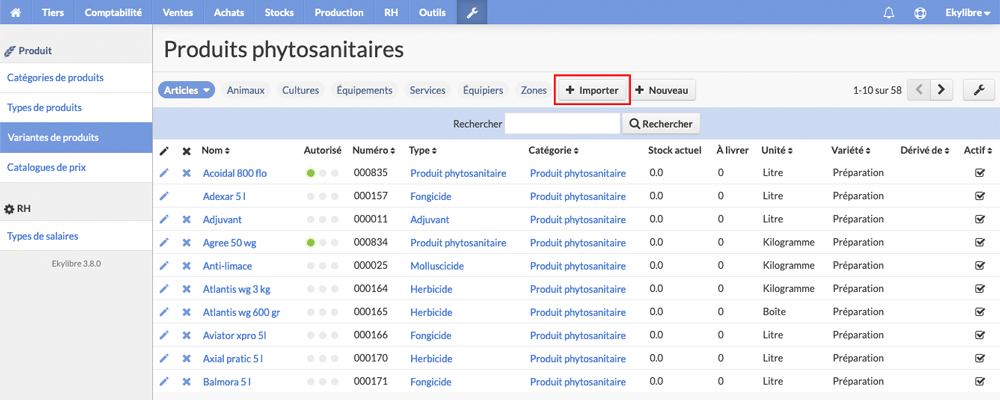 Tiers Comptabilité Ventes Achats Stocks Production RH Outils Ekylibre
Produit
Catégories de produits
Types de produits
Variantes de produits
Catalogues de prix
RH
Types de salaires
Ekylibre 3.8.0
Produits phytosanitaires
Articles Animaux Cultures Équipements Services Équipiers Zones Importer Nouveau 1-10 sur 58
Rechercher Rechercher
Nom Autorisé Numéro Type Catégorie Stock actuel À livrer Unité Variété Dérivé de Actif
Acoidal 800 flo 000835 Produit phytosanitaire Produit phytosanitaire 0.0 0 Litre Préparation
Adexar 5 l 000157 Fongicide Produit phytosanitaire 0.0 0 Litre Préparation
Adjuvant 000011 Adjuvant Produit phytosanitaire 0.0 0 Litre Préparation
Agree 50 wg 000834 Produit phytosanitaire Produit phytosanitaire 0.0 0 Kilogramme Préparation
Anti-limace 000025 Molluscicide Produit phytosanitaire 0.0 0 Kilogramme Préparation
Atlantis wg 3 kg 000164 Herbicide Produit phytosanitaire 0.0 0 Kilogramme Préparation
Atlantis wg 600 gr 000165 Herbicide Produit phytosanitaire 0.0 0 Boîte Préparation
Aviator xpro 5l 000166 Fongicide Produit phytosanitaire 0.0 0 Litre Préparation
Axial pratic 5 l 000170 Herbicide Produit phytosanitaire 0.0 0 Litre Préparation
Balmora 5 l 000171 Fongicide Produit phytosanitaire 0.0 0 Litre Préparation